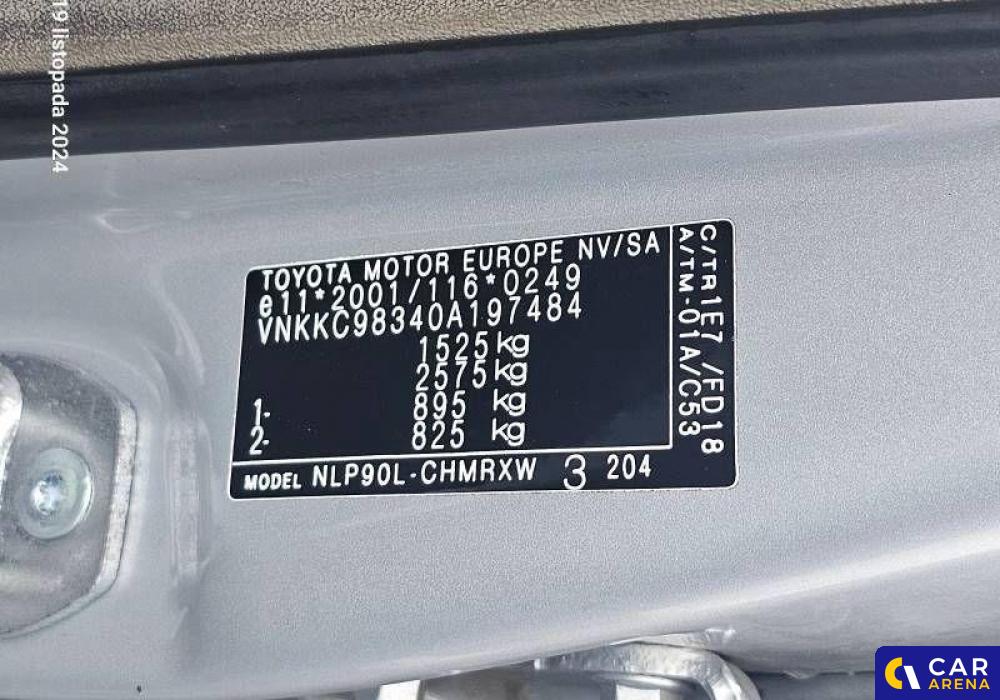 19 listopada 2024
TOYOTA MOTOR EUROPE NV/SA
e11*2001/116*0249
VNKKC98340A197484
1525 kg
2575 kg
1- 895 kg
2- 825 kg
MODEL NLP90L-CHMRXW 3 204
C/TR1E7/FD18
A/TM-01A/C53
CAR
ARENA